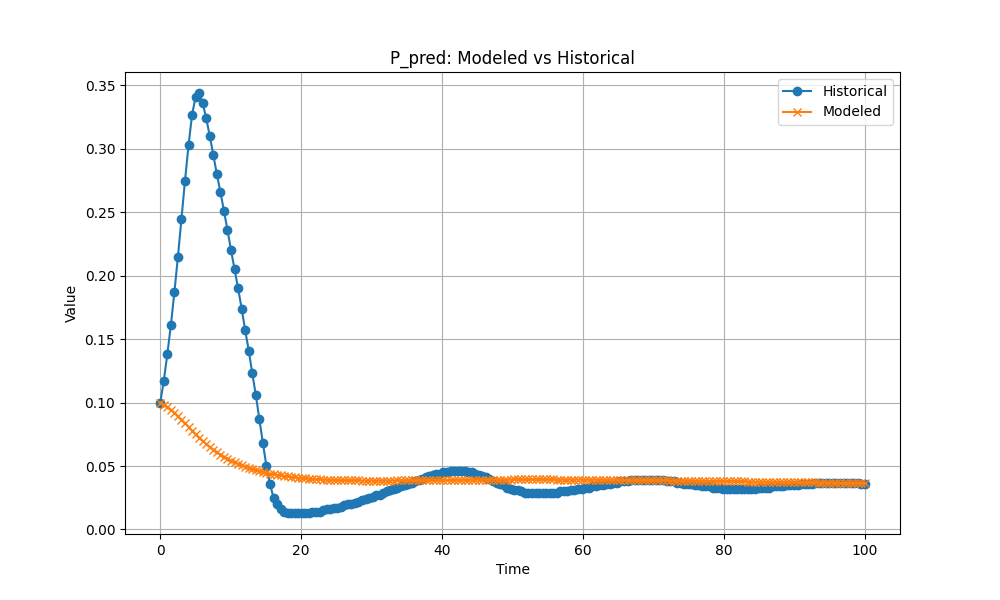 P_pred: Modeled vs Historical
Historical
Modeled
Value
0.35
0.30
0.25
0.20
0.15
0.10
0.05
0.00
0 20 40 60 80 100
Time